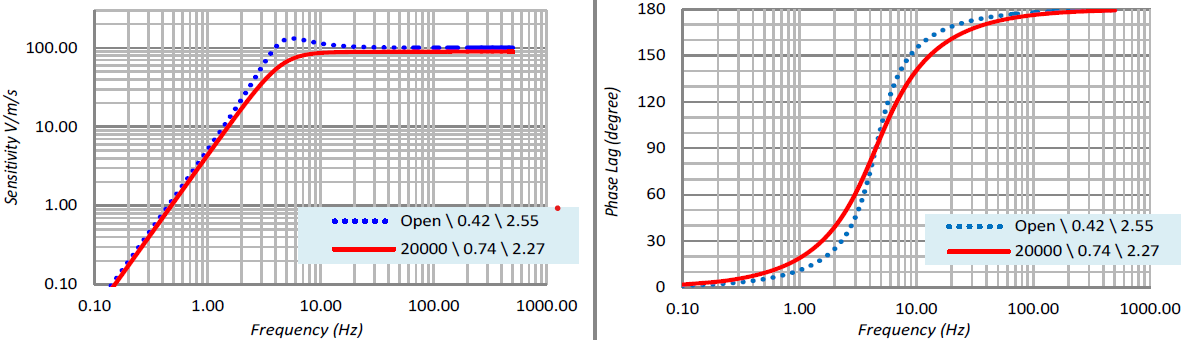 Sensitivity V/m/s
100.00
10.00
1.00
0.10
0.10 1.00 10.00 100.00 1000.00
Frequency (Hz)
Open \ 0.42 \ 2.55
20000 \ 0.74 \ 2.27
Phase Lag (degree)
180
150
120
90
60
30
0
0.10 1.00 10.00 100.00 1000.00
Frequency (Hz)
Open \ 0.42 \ 2.55
20000 \ 0.74 \ 2.27